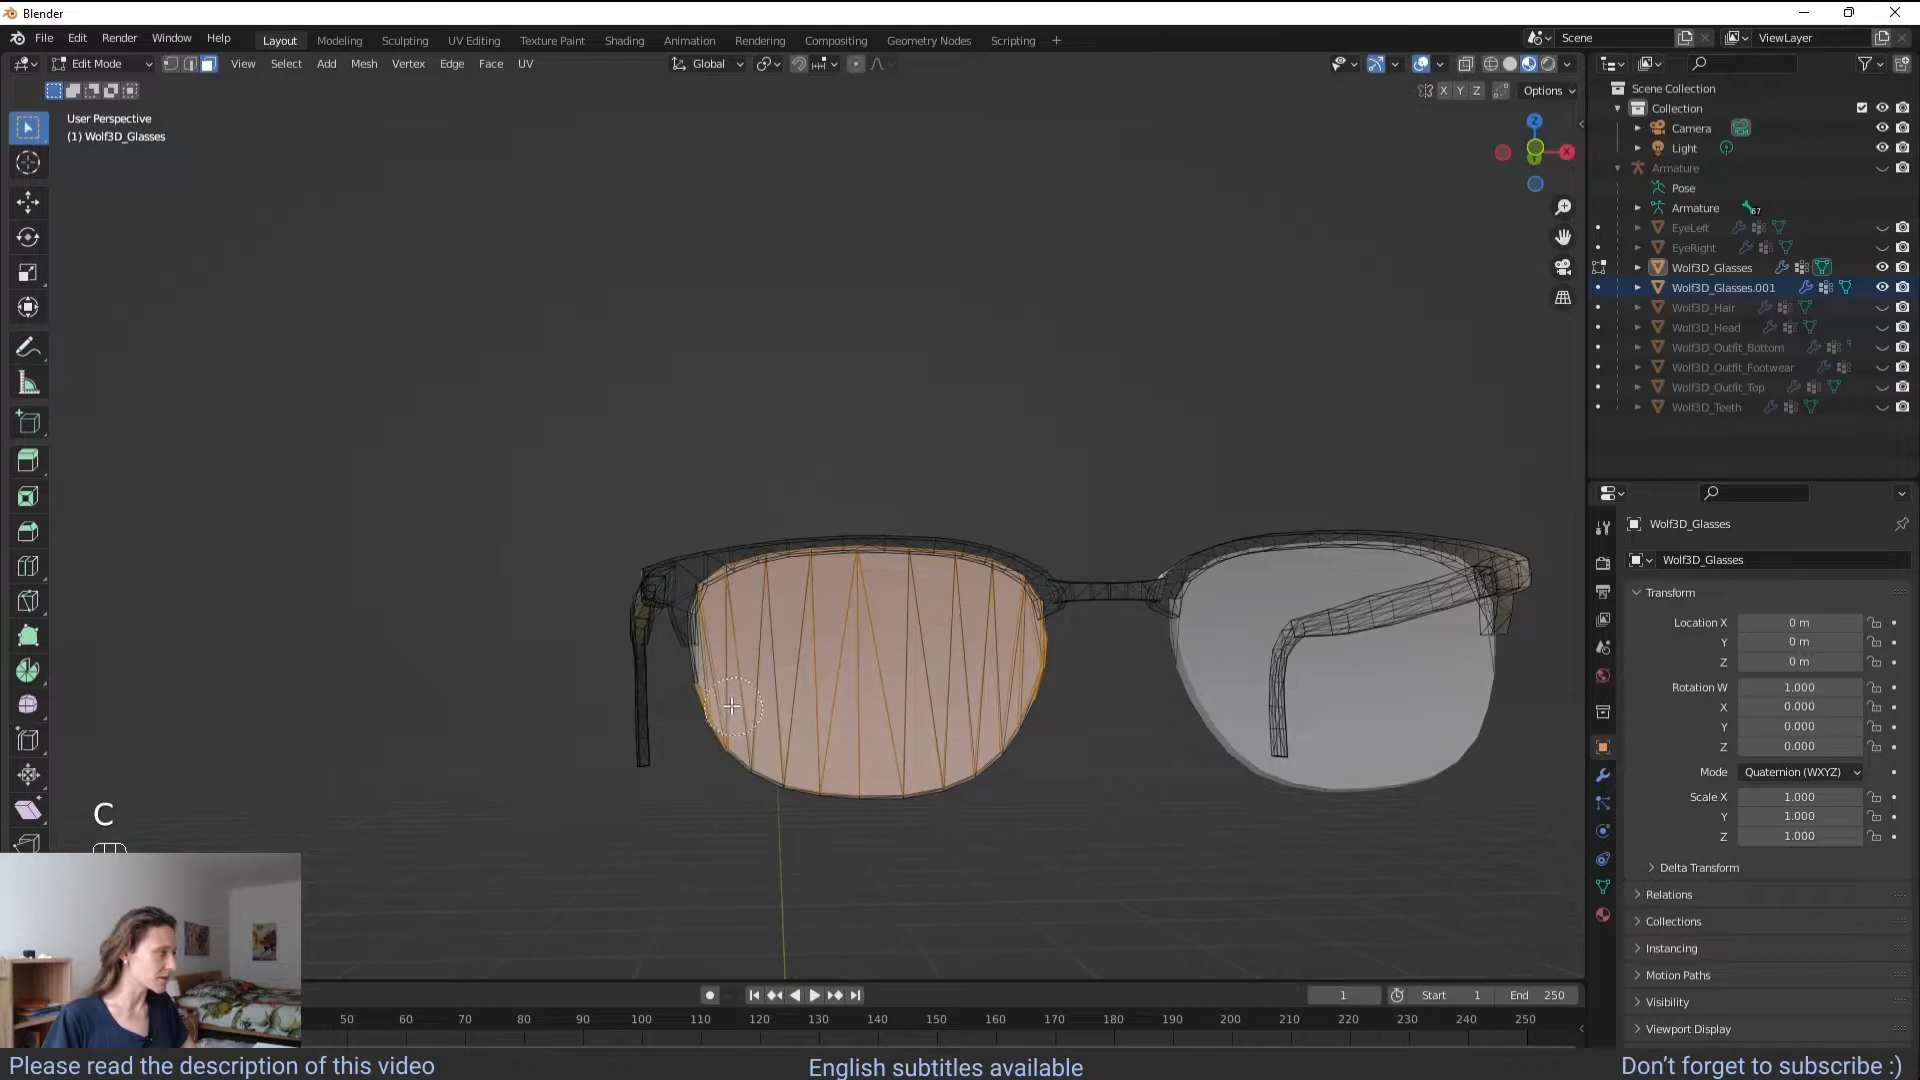 Blender
File Edit Render Window Help
Layout Modeling Sculpting UV Editing Texture Paint Shading Animation Rendering Compositing Geometry Nodes Scripting +
Scene
ViewLayer
Edit Mode
View Select Add Mesh Vertex Edge Face UV
Global
X Y Z
Options
User Perspective
(1) Wolf3D_Glasses
Z
X
Y
Scene Collection
Collection
Camera
Light
Armature
Pose
Armature
67
EyeLeft
EyeRight
Wolf3D_Glasses
Wolf3D_Glasses.001
Wolf3D_Hair
Wolf3D_Head
Wolf3D_Outfit_Bottom
Wolf3D_Outfit_Footwear
Wolf3D_Outfit_Top
Wolf3D_Teeth
Wolf3D_Glasses
Wolf3D_Glasses
Transform
Location X 0 m
Y 0 m
Z 0 m
Rotation W 1.000
X 0.000
Y 0.000
Z 0.000
Mode Quaternion (WXYZ)
Scale X 1.000
Y 1.000
Z 1.000
Delta Transform
Relations
Collections
Instancing
Motion Paths
Visibility
Viewport Display
C
1
Start 1
End 250
50 60 70 80 90 100 110 120 130 140 150 160 170 180 190 200 210 220 230 240 250
Please read the description of this video
English subtitles available
Don't forget to subscribe :)